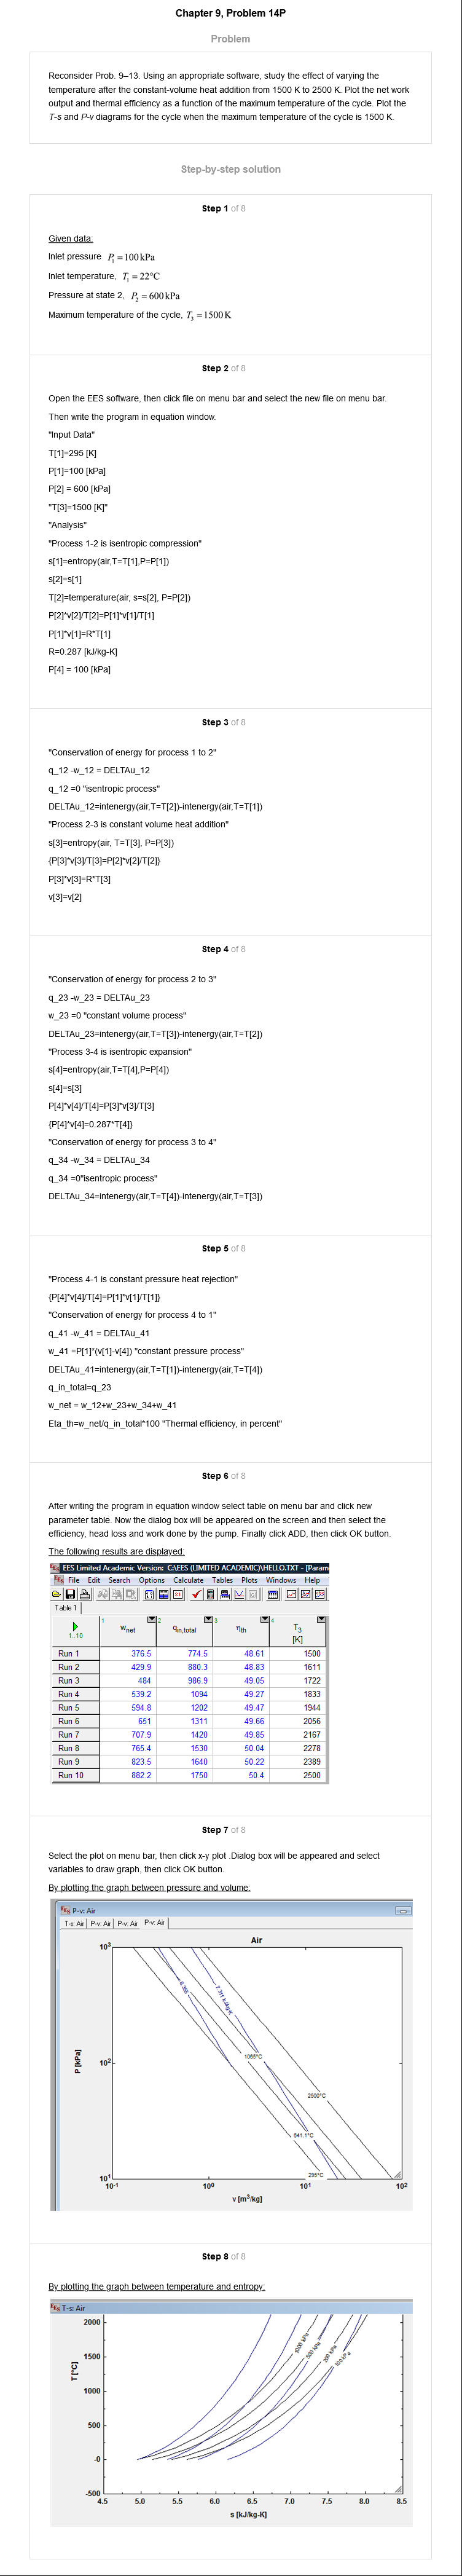 Chapter 9, Problem 14P
Problem
Reconsider Prob. 9–13. Using an appropriate software, study the effect of varying the
temperature after the constant-volume heat addition from 1500 K to 2500 K. Plot the net work
output and thermal efficiency as a function of the maximum temperature of the cycle. Plot the
T-s and P-v diagrams for the cycle when the maximum temperature of the cycle is 1500 K.
Step-by-step solution
Step 1 of 8
Given data:
Inlet pressure P₁ = 100 kPa
Inlet temperature, T₁ = 22°C
Pressure at state 2, P₂ = 600 kPa
Maximum temperature of the cycle, T₃ = 1500 K
Step 2 of 8
Open the EES software, then click file on menu bar and select the new file on menu bar.
Then write the program in equation window.
"Input Data"
T[1]=295 [K]
P[1]=100 [kPa]
P[2] = 600 [kPa]
"T[3]=1500 [K]"
"Analysis"
"Process 1-2 is isentropic compression"
s[1]=entropy(air,T=T[1],P=P[1])
s[2]=s[1]
T[2]=temperature(air, s=s[2], P=P[2])
P[2]*v[2]/T[2]=P[1]*v[1]/T[1]
P[1]*v[1]=R*T[1]
R=0.287 [kJ/kg-K]
P[4] = 100 [kPa]
Step 3 of 8
"Conservation of energy for process 1 to 2"
q_12 -w_12 = DELTAu_12
q_12 =0 "isentropic process"
DELTAu_12=intenergy(air,T=T[2])-intenergy(air,T=T[1])
"Process 2-3 is constant volume heat addition"
s[3]=entropy(air, T=T[3], P=P[3])
{P[3]*v[3]/T[3]=P[2]*v[2]/T[2]}
P[3]*v[3]=R*T[3]
v[3]=v[2]
Step 4 of 8
"Conservation of energy for process 2 to 3"
q_23 -w_23 = DELTAu_23
w_23 =0 "constant volume process"
DELTAu_23=intenergy(air,T=T[3])-intenergy(air,T=T[2])
"Process 3-4 is isentropic expansion"
s[4]=entropy(air,T=T[4],P=P[4])
s[4]=s[3]
P[4]*v[4]/T[4]=P[3]*v[3]/T[3]
{P[4]*v[4]=0.287*T[4]}
"Conservation of energy for process 3 to 4"
q_34 -w_34 = DELTAu_34
q_34 =0"isentropic process"
DELTAu_34=intenergy(air,T=T[4])-intenergy(air,T=T[3])
Step 5 of 8
"Process 4-1 is constant pressure heat rejection"
{P[4]*v[4]/T[4]=P[1]*v[1]/T[1]}
"Conservation of energy for process 4 to 1"
q_41 -w_41 = DELTAu_41
w_41 =P[1]*(v[1]-v[4]) "constant pressure process"
DELTAu_41=intenergy(air,T=T[1])-intenergy(air,T=T[4])
q_in_total=q_23
w_net = w_12+w_23+w_34+w_41
Eta_th=w_net/q_in_total*100 "Thermal efficiency, in percent"
Step 6 of 8
After writing the program in equation window select table on menu bar and click new
parameter table. Now the dialog box will be appeared on the screen and then select the
efficiency, head loss and work done by the pump. Finally click ADD, then click OK button.
The following results are displayed:
EES Limited Academic Version: C:\EES (LIMITED ACADEMIC)\HELLO.TXT - [Param
File Edit Search Options Calculate Tables Plots Windows Help
Table 1
1..10 1 wnet 2 qin,total 3 ηth 4 T3 [K]
Run 1 376.5 774.5 48.61 1500
Run 2 429.9 880.3 48.83 1611
Run 3 484 986.9 49.05 1722
Run 4 539.2 1094 49.27 1833
Run 5 594.8 1202 49.47 1944
Run 6 651 1311 49.66 2056
Run 7 707.9 1420 49.85 2167
Run 8 765.4 1530 50.04 2278
Run 9 823.5 1640 50.22 2389
Run 10 882.2 1750 50.4 2500
Step 7 of 8
Select the plot on menu bar, then click x-y plot .Dialog box will be appeared and select
variables to draw graph, then click OK button.
By plotting the graph between pressure and volume:
P-v: Air
T-s: Air P-v: Air P-v: Air P-v: Air
Air
10³
10²
10¹
P [kPa]
1085°C
2500°C
641.1°C
295°C
10-1 10⁰ 10¹ 10²
v [m³/kg]
Step 8 of 8
By plotting the graph between temperature and entropy:
T-s: Air
2000
1500
1000
500
-0
-500
T [°C]
500 kPa
200 kPa
100 kPa
4.5 5.0 5.5 6.0 6.5 7.0 7.5 8.0 8.5
s [kJ/kg-K]